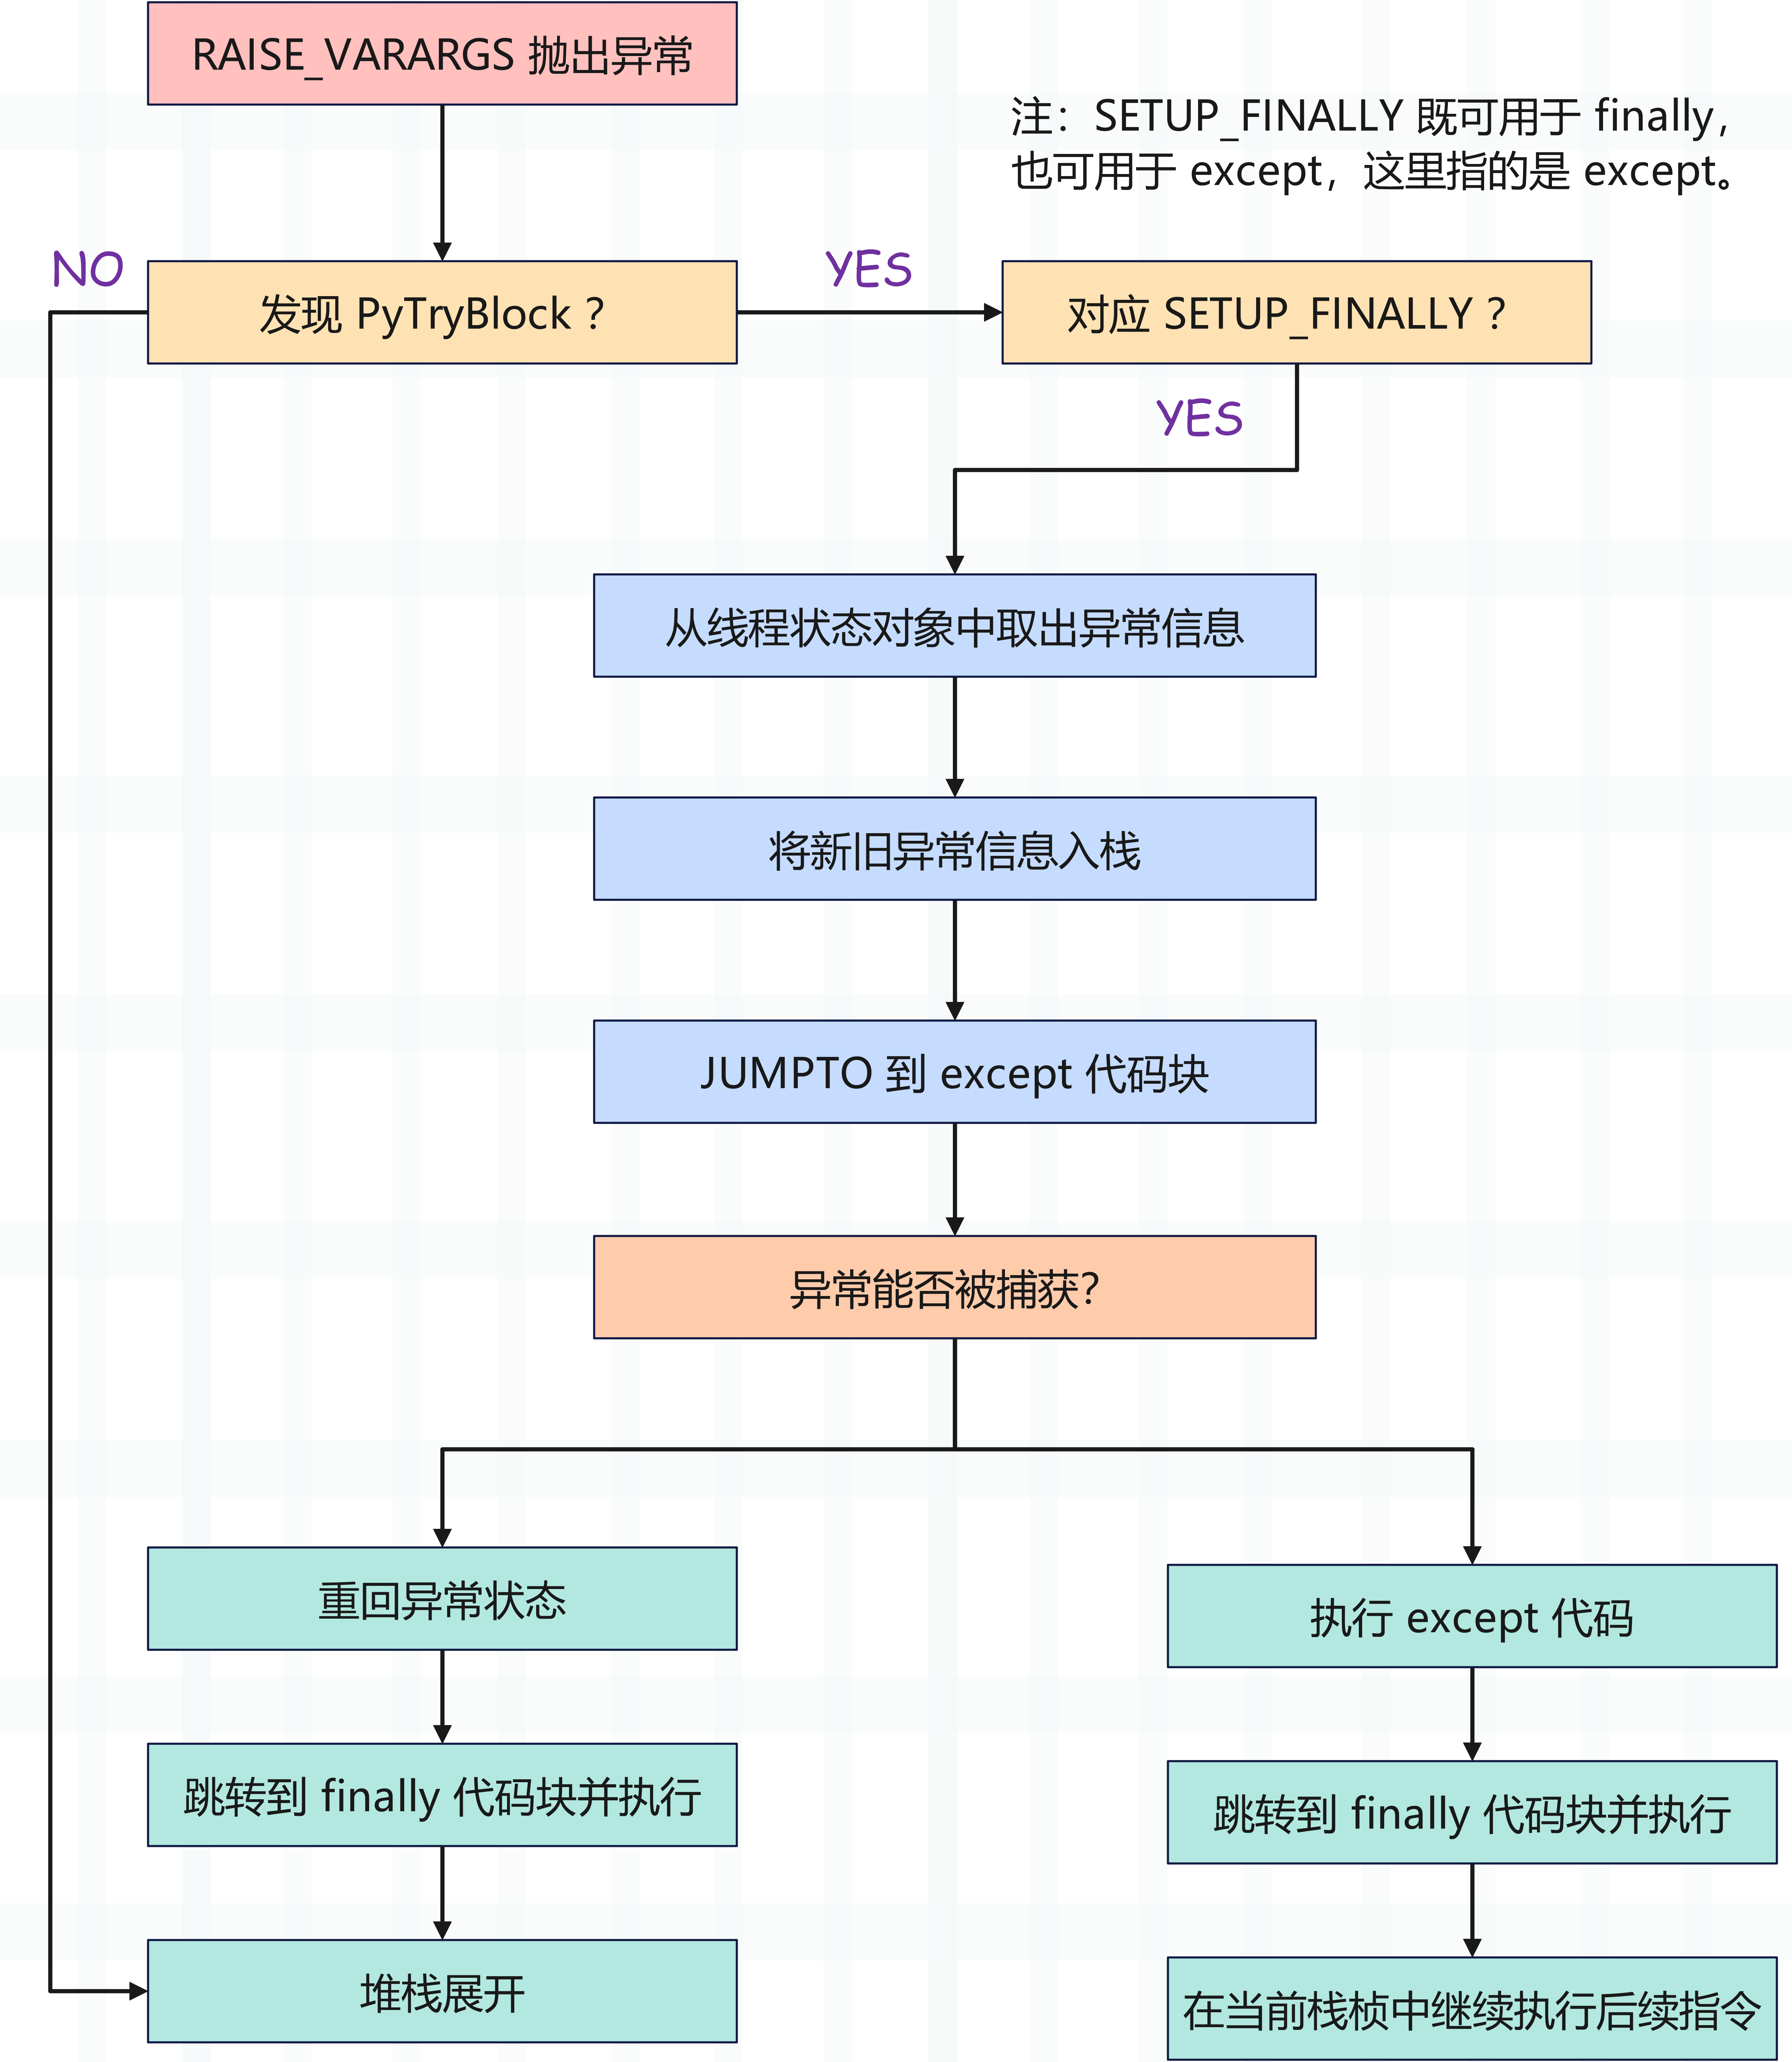 RAISE_VARARGS 抛出异常
注：SETUP_FINALLY 既可用于 finally，
也可用于 except，这里指的是 except。
NO
发现 PyTryBlock ？
YES
对应 SETUP_FINALLY ？
YES
从线程状态对象中取出异常信息
将新旧异常信息入栈
JUMPTO 到 except 代码块
异常能否被捕获?
重回异常状态
执行 except 代码
跳转到 finally 代码块并执行
跳转到 finally 代码块并执行
堆栈展开
在当前栈桢中继续执行后续指令